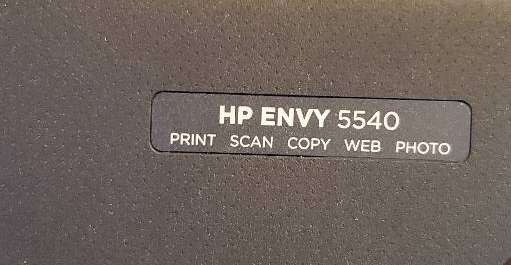 HP ENVY 5540
PRINT SCAN COPY WEB PHOTO